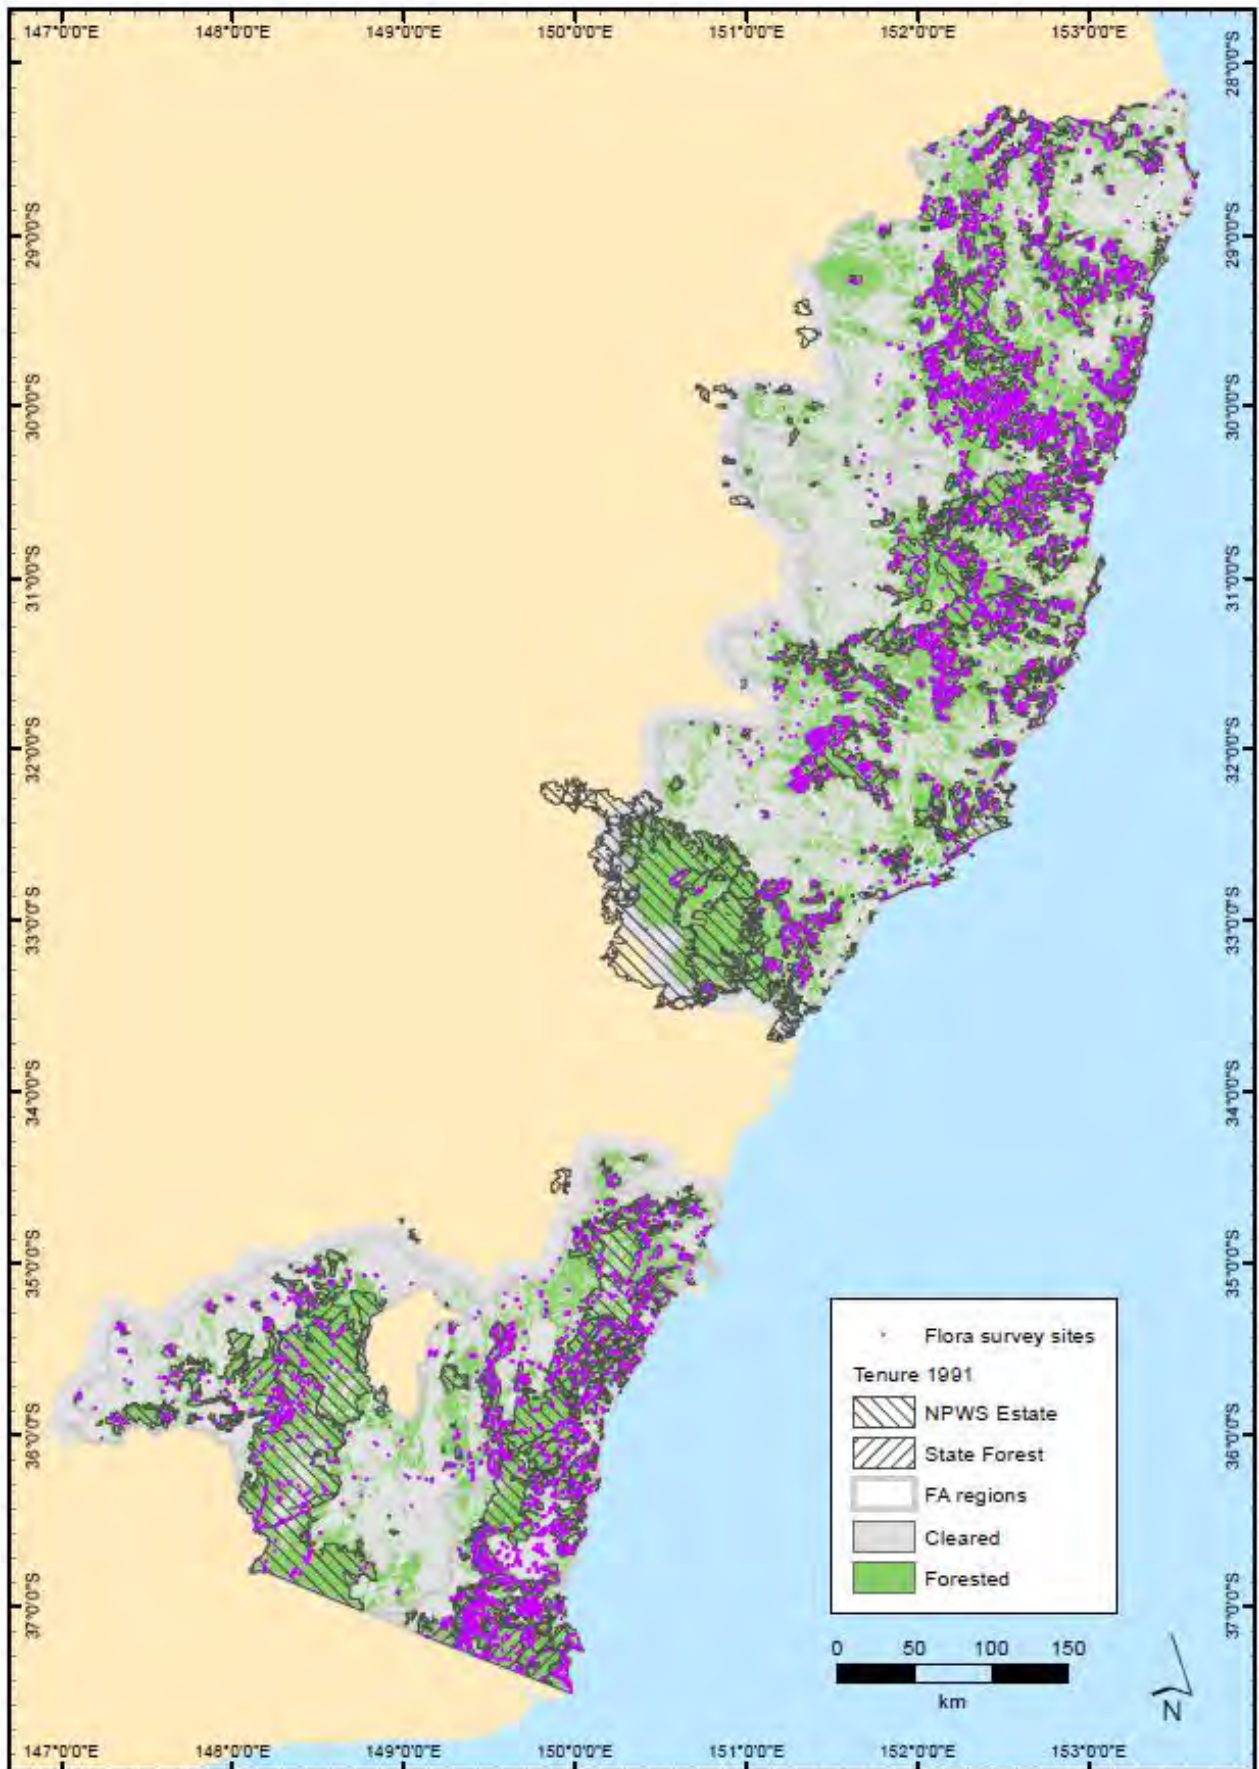 147°0'0"E 148°0'0"E 149°0'0"E 150°0'0"E 151°0'0"E 152°0'0"E 153°0'0"E
28°0'0"S
29°0'0"S 29°0'0"S
30°0'0"S 30°0'0"S
31°0'0"S 31°0'0"S
32°0'0"S 32°0'0"S
33°0'0"S 33°0'0"S
34°0'0"S 34°0'0"S
35°0'0"S 35°0'0"S
36°0'0"S 36°0'0"S
37°0'0"S 37°0'0"S
Flora survey sites
Tenure 1991
NPWS Estate
State Forest
FA regions
Cleared
Forested
0 50 100 150
km
N
147°0'0"E 148°0'0"E 149°0'0"E 150°0'0"E 151°0'0"E 152°0'0"E 153°0'0"E